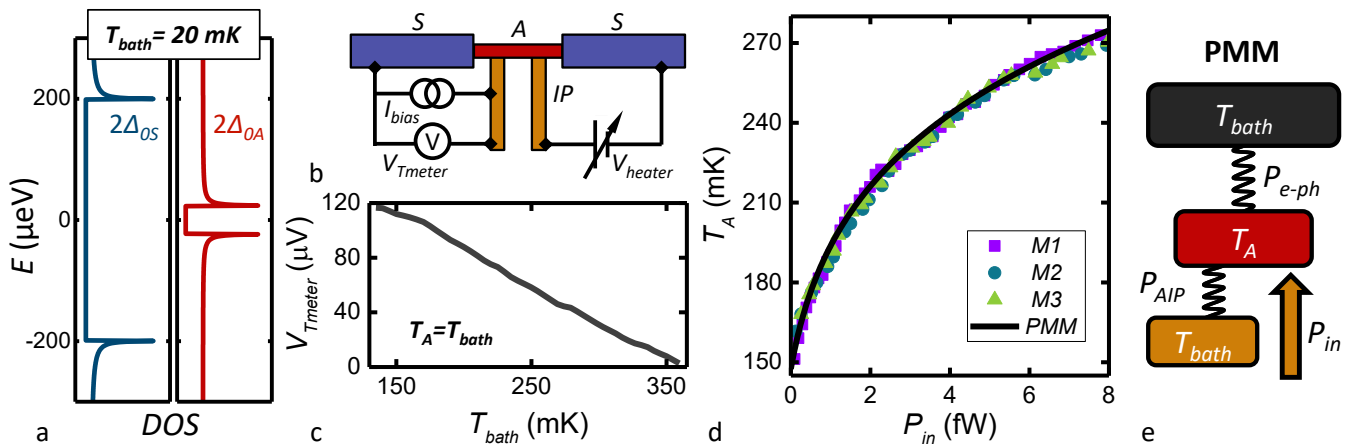 T_bath = 20 mK
E (μeV)
200
0
-200
2Δ_0S
2Δ_0A
DOS
a
S
A
S
I_bias
IP
V
V_Tmeter
V_heater
b
V_Tmeter (μV)
120
80
40
0
T_A=T_bath
150
250
350
T_bath (mK)
c
T_A (mK)
270
240
210
180
150
M1
M2
M3
PMM
0
2
4
6
8
P_in (fW)
d
PMM
T_bath
P_e-ph
T_A
P_AIP
T_bath
P_in
e